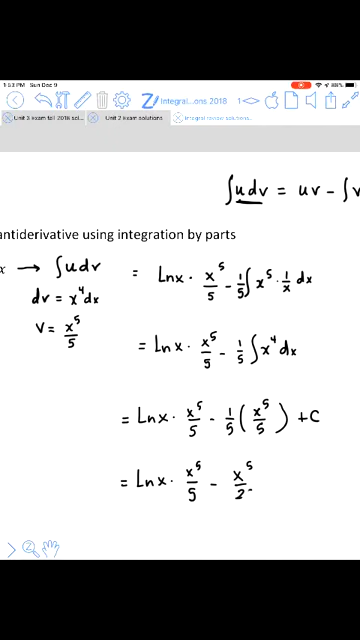 1:53 PM Sun Dec 9 88%
Integrat...ons 2018
Unit 3 exam fall 2018 sol... Unit 2 Exam solutions Integral review solutions..
∫udv = uv - ∫v
antiderivative using integration by parts
x → ∫udv = Lnx · x⁵/5 - 1/5 ∫x⁵ · 1/x dx
dv = x⁴dx
v = x⁵/5
= Lnx · x⁵/5 - 1/5 ∫x⁴dx
= Lnx · x⁵/5 - 1/5 (x⁵/5) + C
= Lnx · x⁵/5 - x⁵/2